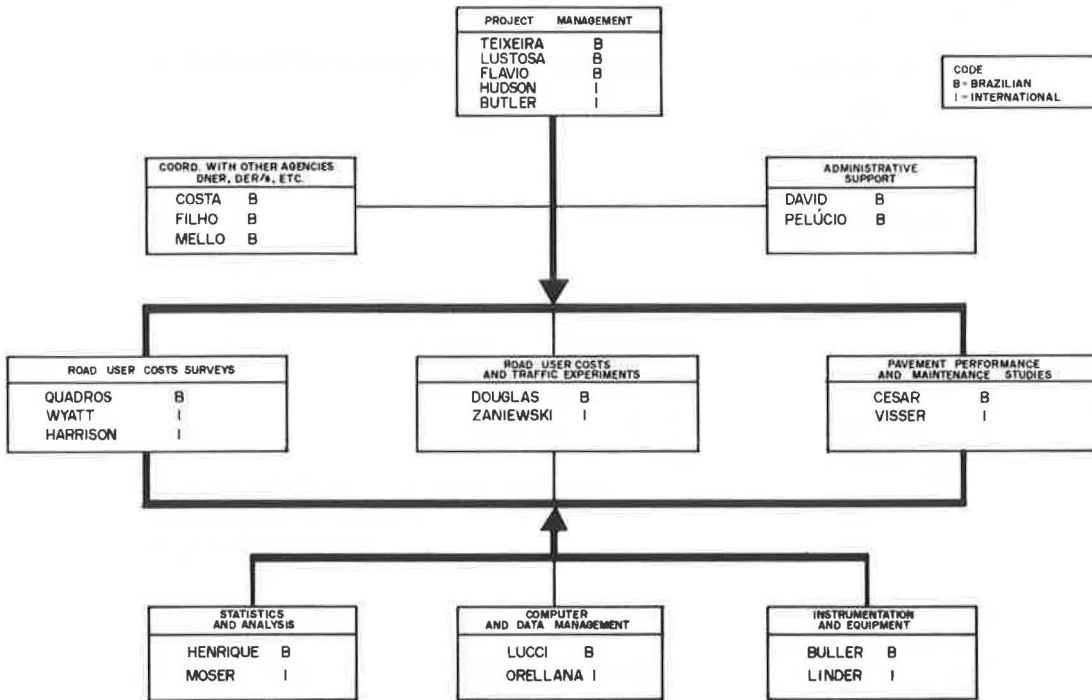 PROJECT MANAGEMENT
TEIXEIRA B
LUSTOSA B
FLAVIO B
HUDSON I
BUTLER I
CODE
B = BRAZILIAN
I = INTERNATIONAL
COORD. WITH OTHER AGENCIES
DNER, DER/s, ETC.
COSTA B
FILHO B
MELLO B
ADMINISTRATIVE
SUPPORT
DAVID B
PELÚCIO B
ROAD USER COSTS SURVEYS
QUADROS B
WYATT I
HARRISON I
ROAD USER COSTS
AND TRAFFIC EXPERIMENTS
DOUGLAS B
ZANIEWSKI I
PAVEMENT PERFORMANCE
AND MAINTENANCE STUDIES
CESAR B
VISSER I
STATISTICS
AND ANALYSIS
HENRIQUE B
MOSER I
COMPUTER
AND DATA MANAGEMENT
LUCCI B
ORELLANA I
INSTRUMENTATION
AND EQUIPMENT
BULLER B
LINDER I